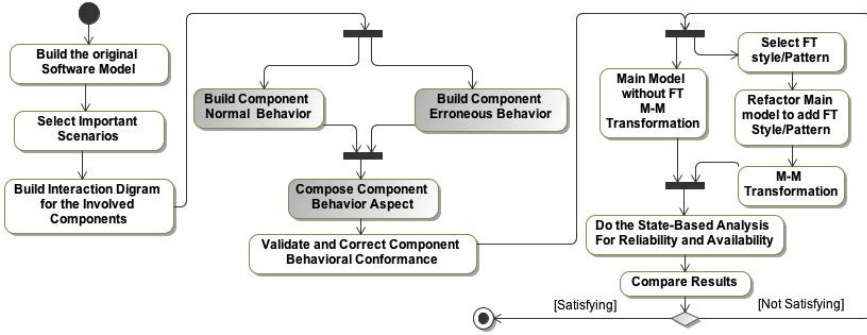 Build the original
Software Model
Select Important
Scenarios
Build Interaction Digram
for the Involved
Components
Build Component
Normal Behavior
Build Component
Erroneous Behavior
Compose Component
Behavior Aspect
Validate and Correct Component
Behavioral Conformance
Main Model
without FT
M-M
Transformation
Select FT
style/Pattern
Refactor Main
model to add FT
Style/Pattern
M-M
Transformation
Do the State-Based Analysis
For Reliability and Availability
Compare Results
[Satisfying]
[Not Satisfying]